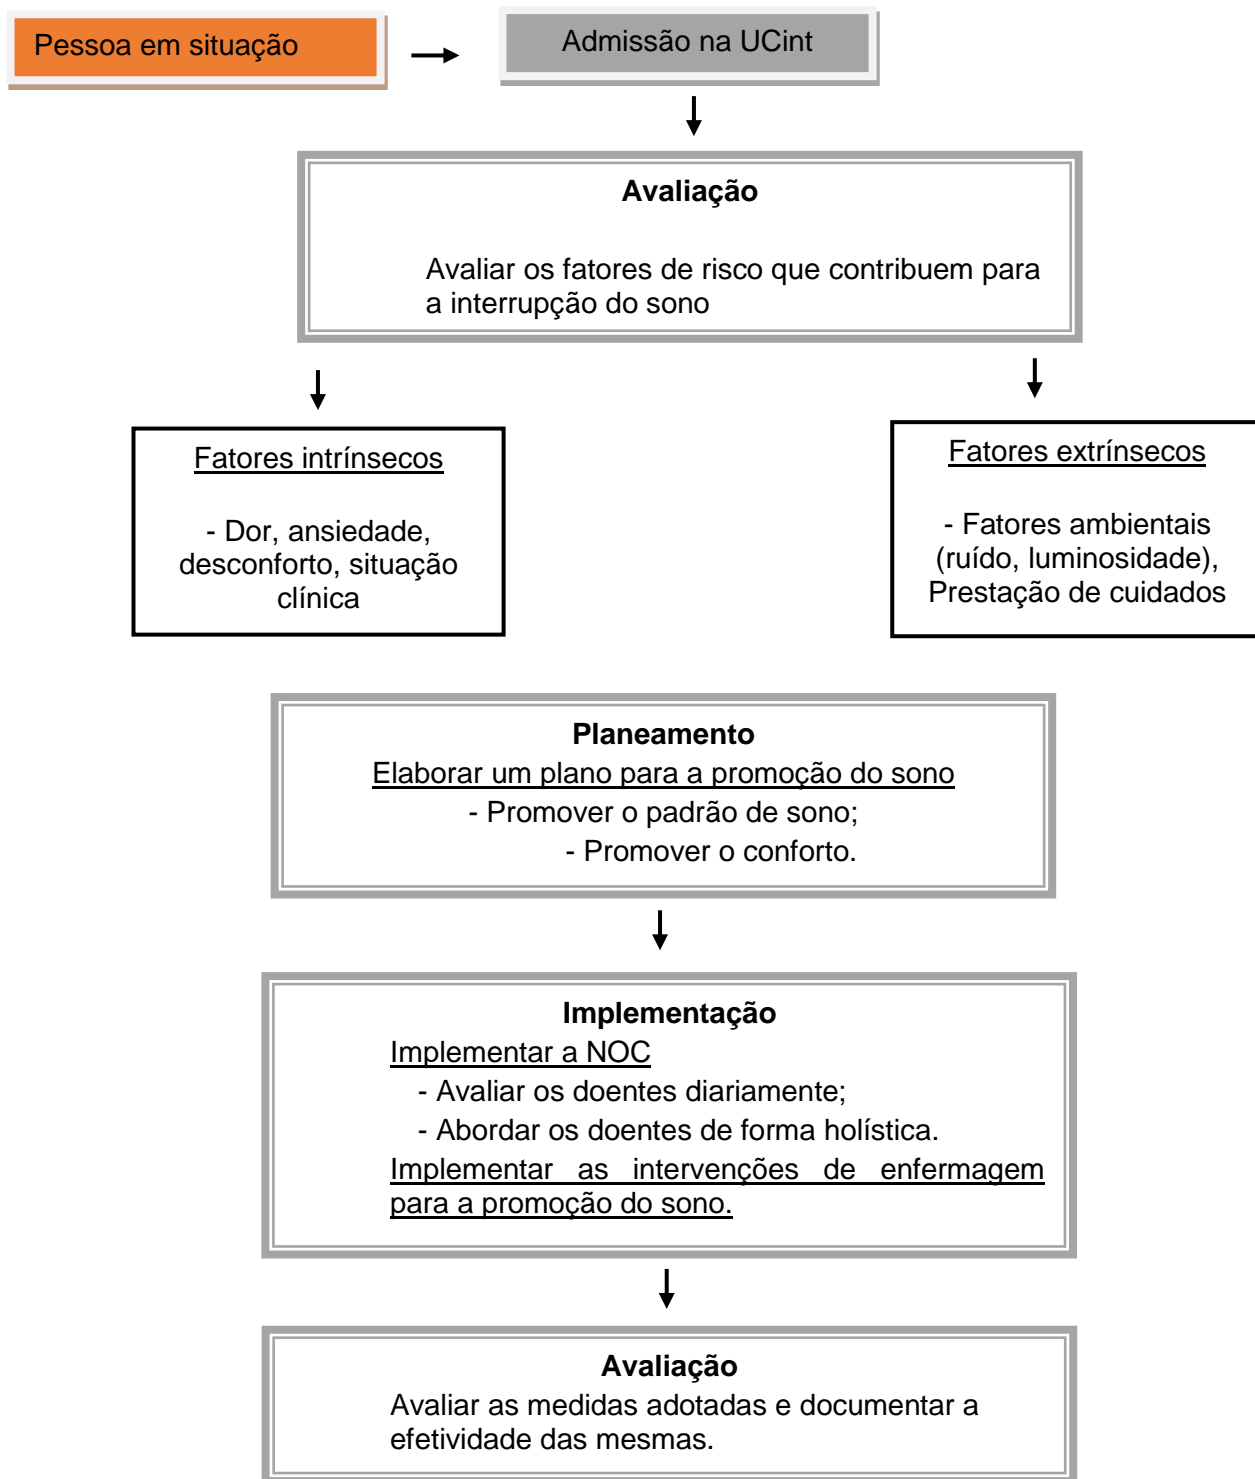 Pessoa em situação
Admissão na UCint
Avaliação
Avaliar os fatores de risco que contribuem para
a interrupção do sono
Fatores intrínsecos
- Dor, ansiedade,
desconforto, situação
clínica
Fatores extrínsecos
- Fatores ambientais
(ruído, luminosidade),
Prestação de cuidados
Planeamento
Elaborar um plano para a promoção do sono
- Promover o padrão de sono;
- Promover o conforto.
Implementação
Implementar a NOC
- Avaliar os doentes diariamente;
- Abordar os doentes de forma holística.
Implementar as intervenções de enfermagem
para a promoção do sono.
Avaliação
Avaliar as medidas adotadas e documentar a
efetividade das mesmas.